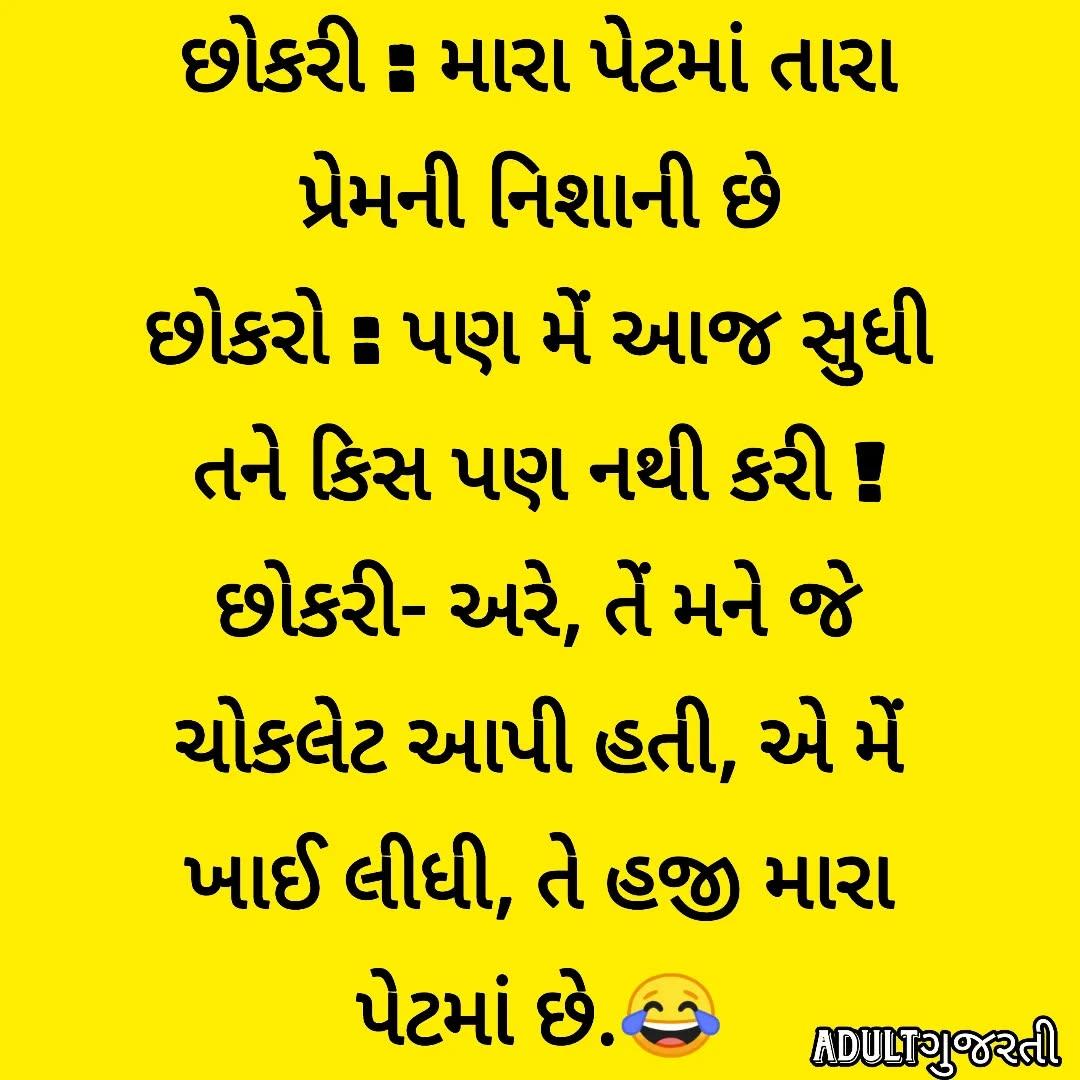 છોકરી : મારા પેટમાં તારા
પ્રેમની નિશાની છે
છોકરો : પણ મેં આજ સુધી
તને કિસ પણ નથી કરી !
છોકરી- અરે, તેં મને જે
ચોકલેટ આપી હતી, એ મેં
ખાઈ લીધી, તે હજી મારા
પેટમાં છે.😂
ADULTગુજરતી